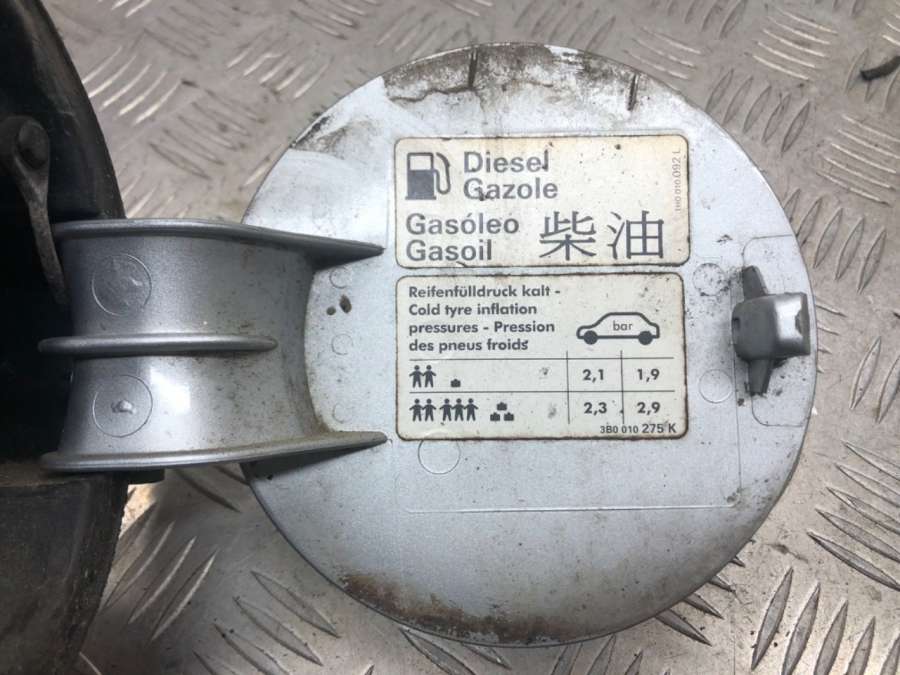 Diesel
Gazole
Gasóleo
Gasoil
柴油
1H0 010 092 L
Reifenfülldruck kalt -
Cold tyre inflation
pressures - Pression
des pneus froids
bar
2,1 1,9
2,3 2,9
3B0 010 275 K